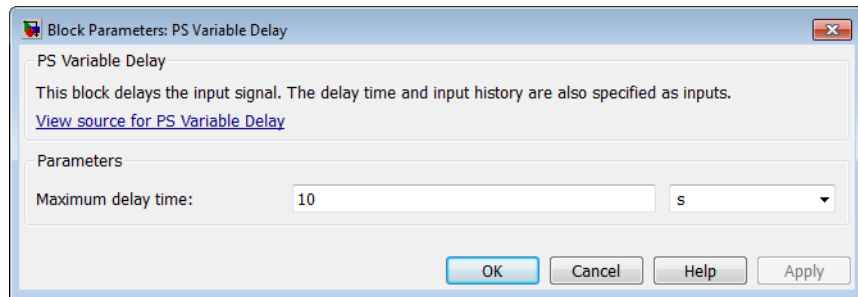 Block Parameters: PS Variable Delay
PS Variable Delay
This block delays the input signal. The delay time and input history are also specified as inputs.
View source for PS Variable Delay
Parameters
Maximum delay time: 10 s
OK Cancel Help Apply